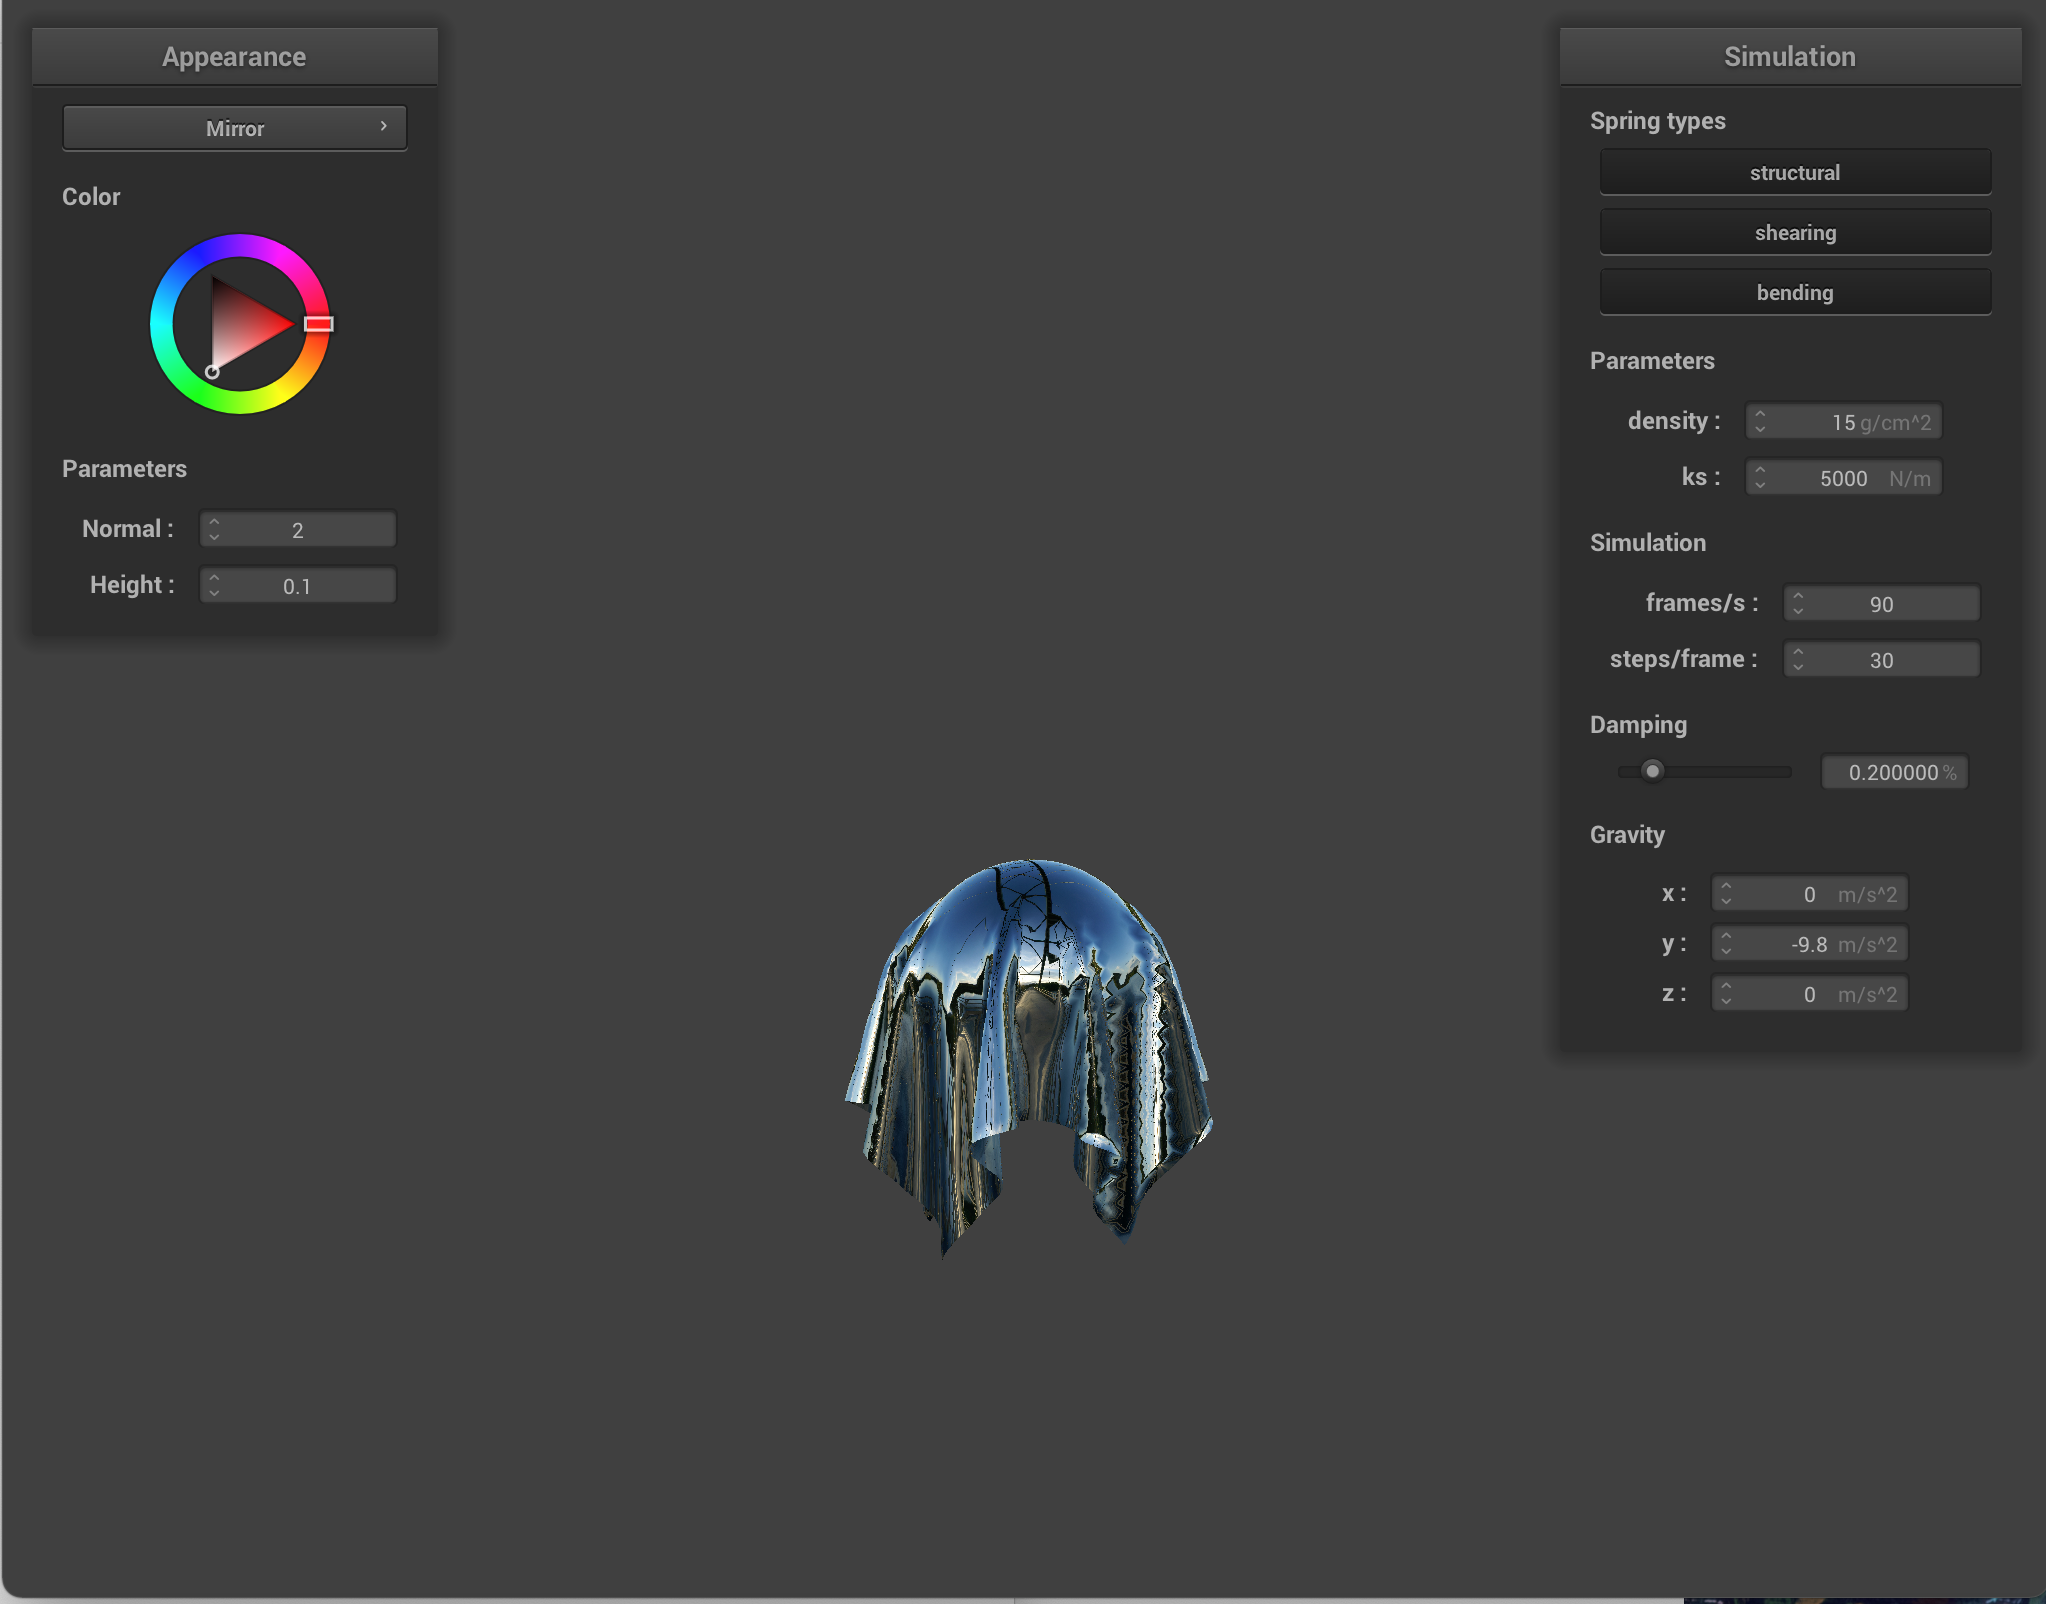 Appearance
Mirror
Color
Parameters
Normal : 2
Height : 0.1
Simulation
Spring types
structural
shearing
bending
Parameters
density : 15 g/cm^2
ks : 5000 N/m
Simulation
frames/s : 90
steps/frame : 30
Damping
0.200000 %
Gravity
x : 0 m/s^2
y : -9.8 m/s^2
z : 0 m/s^2